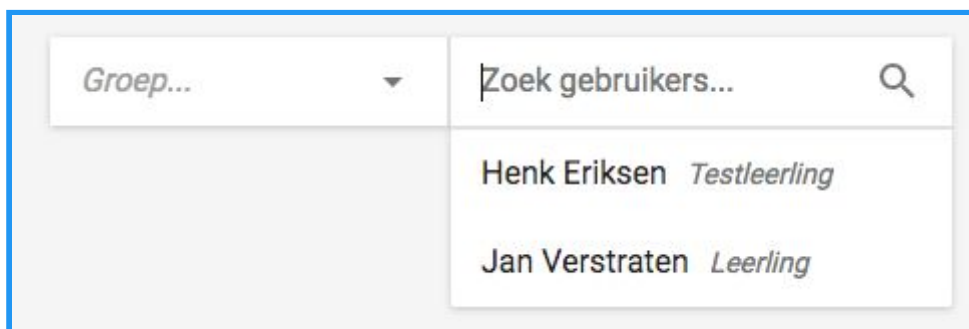 Groep... Zoek gebruikers...
Henk Eriksen Testleerling
Jan Verstraten Leerling